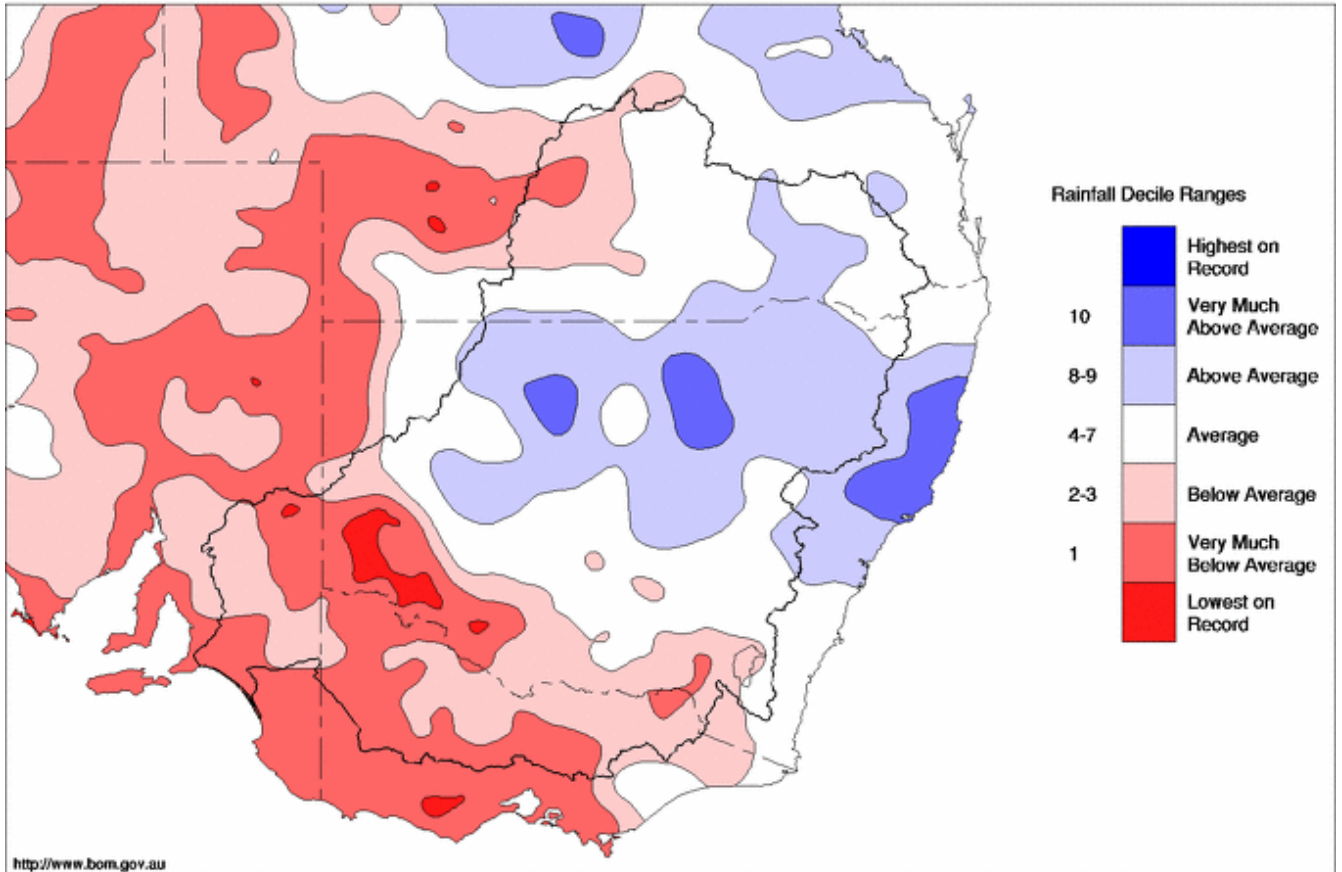 Rainfall Decile Ranges
Highest on
Record
10
Very Much
Above Average
8-9
Above Average
4-7
Average
2-3
Below Average
1
Very Much
Below Average
Lowest on
Record
http://www.bom.gov.au